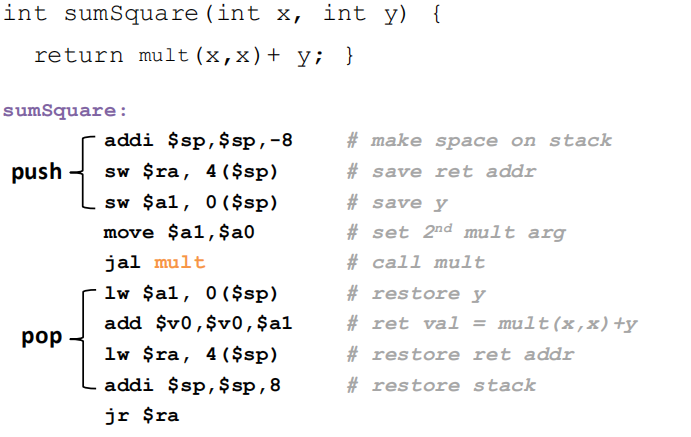 int sumSquare(int x, int y) {
return mult(x,x)+ y; }
sumSquare:
addi $sp,$sp,-8 # make space on stack
push sw $ra, 4($sp) # save ret addr
sw $a1, 0($sp) # save y
move $a1,$a0 # set 2nd mult arg
jal mult # call mult
lw $a1, 0($sp) # restore y
add $v0,$v0,$a1 # ret val = mult(x,x)+y
pop lw $ra, 4($sp) # restore ret addr
addi $sp,$sp,8 # restore stack
jr $ra